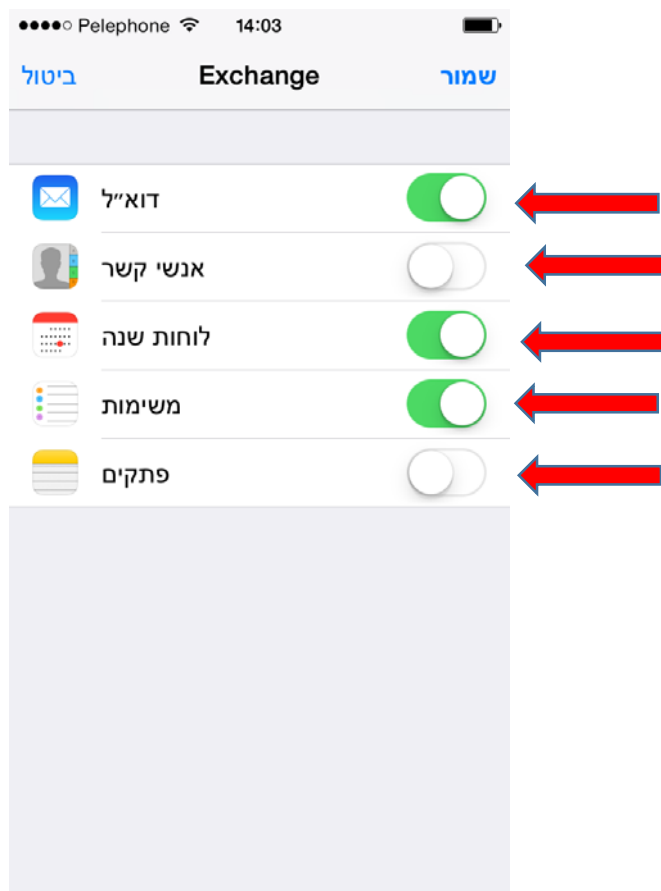 Pelephone 14:03
ביטול Exchange שמור
דוא״ל
אנשי קשר
לוחות שנה
משימות
פתקים